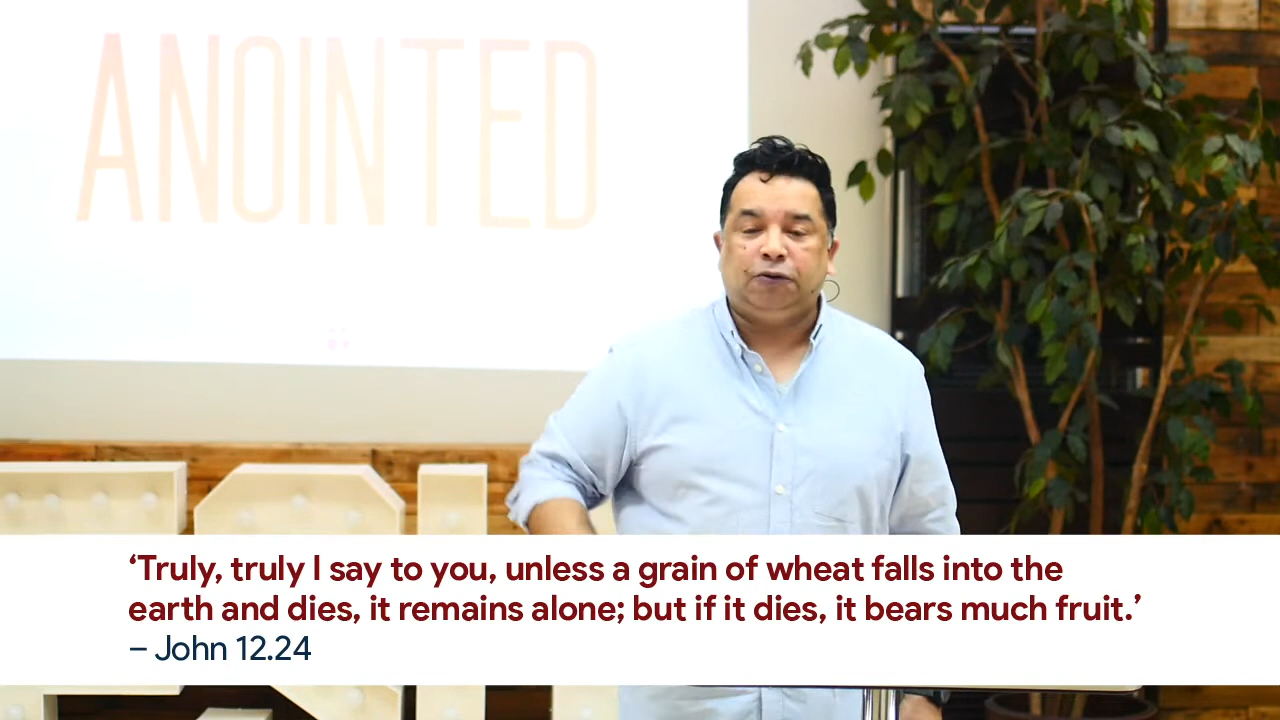 ANOINTED
‘Truly, truly I say to you, unless a grain of wheat falls into the
earth and dies, it remains alone; but if it dies, it bears much fruit.’
– John 12.24